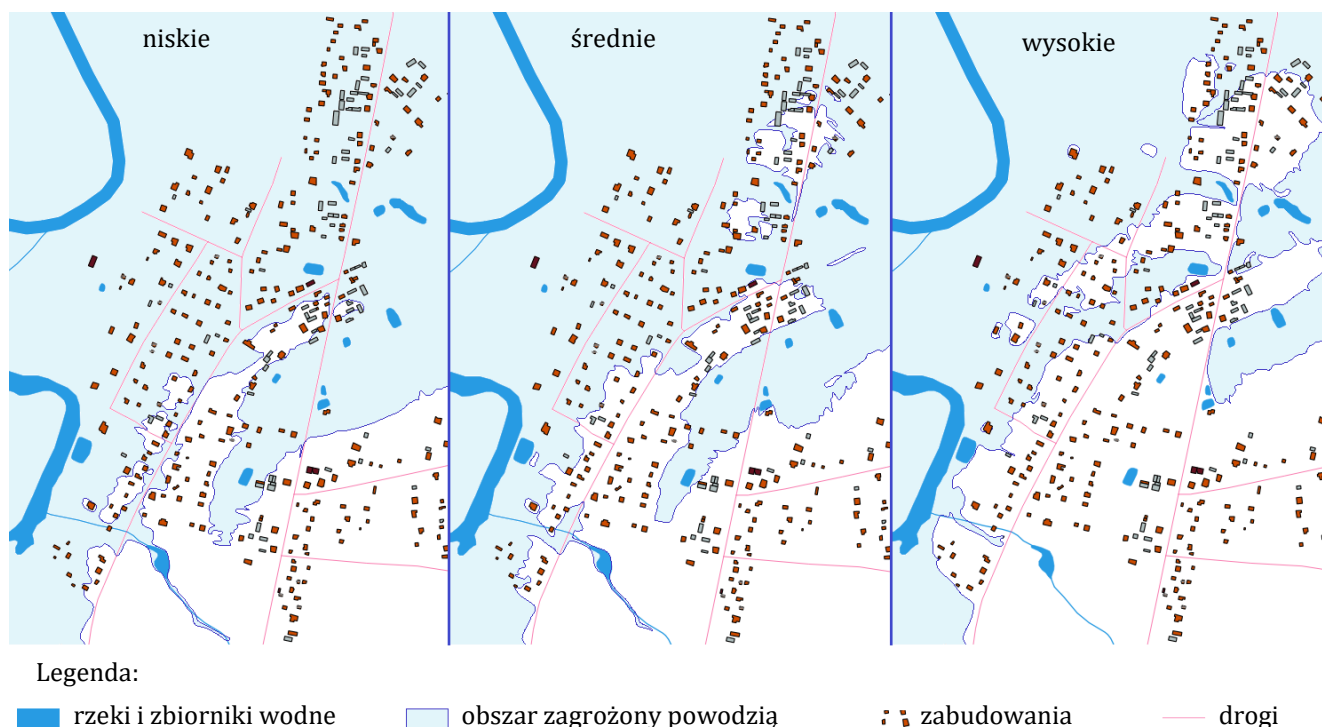 niskie
średnie
wysokie
Legenda:
rzeki i zbiorniki wodne
obszar zagrożony powodzią
zabudowania
drogi